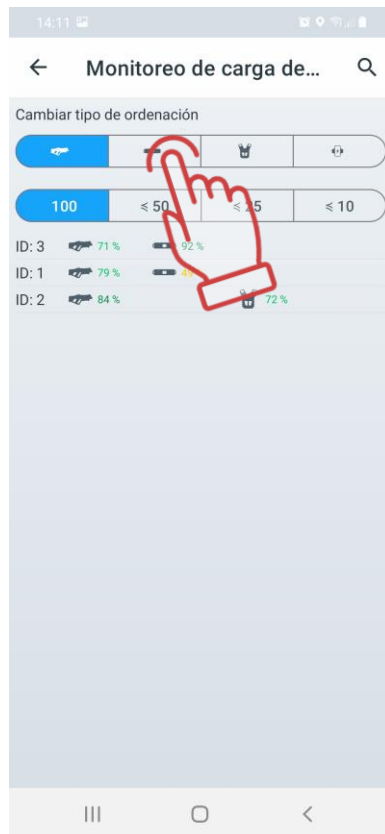 14:11
Monitoreo de carga de...
Cambiar tipo de ordenación
100 ⩽ 50 ⩽ 25 ⩽ 10
ID: 3 71 % 92 %
ID: 1 79 %
ID: 2 84 % 72 %